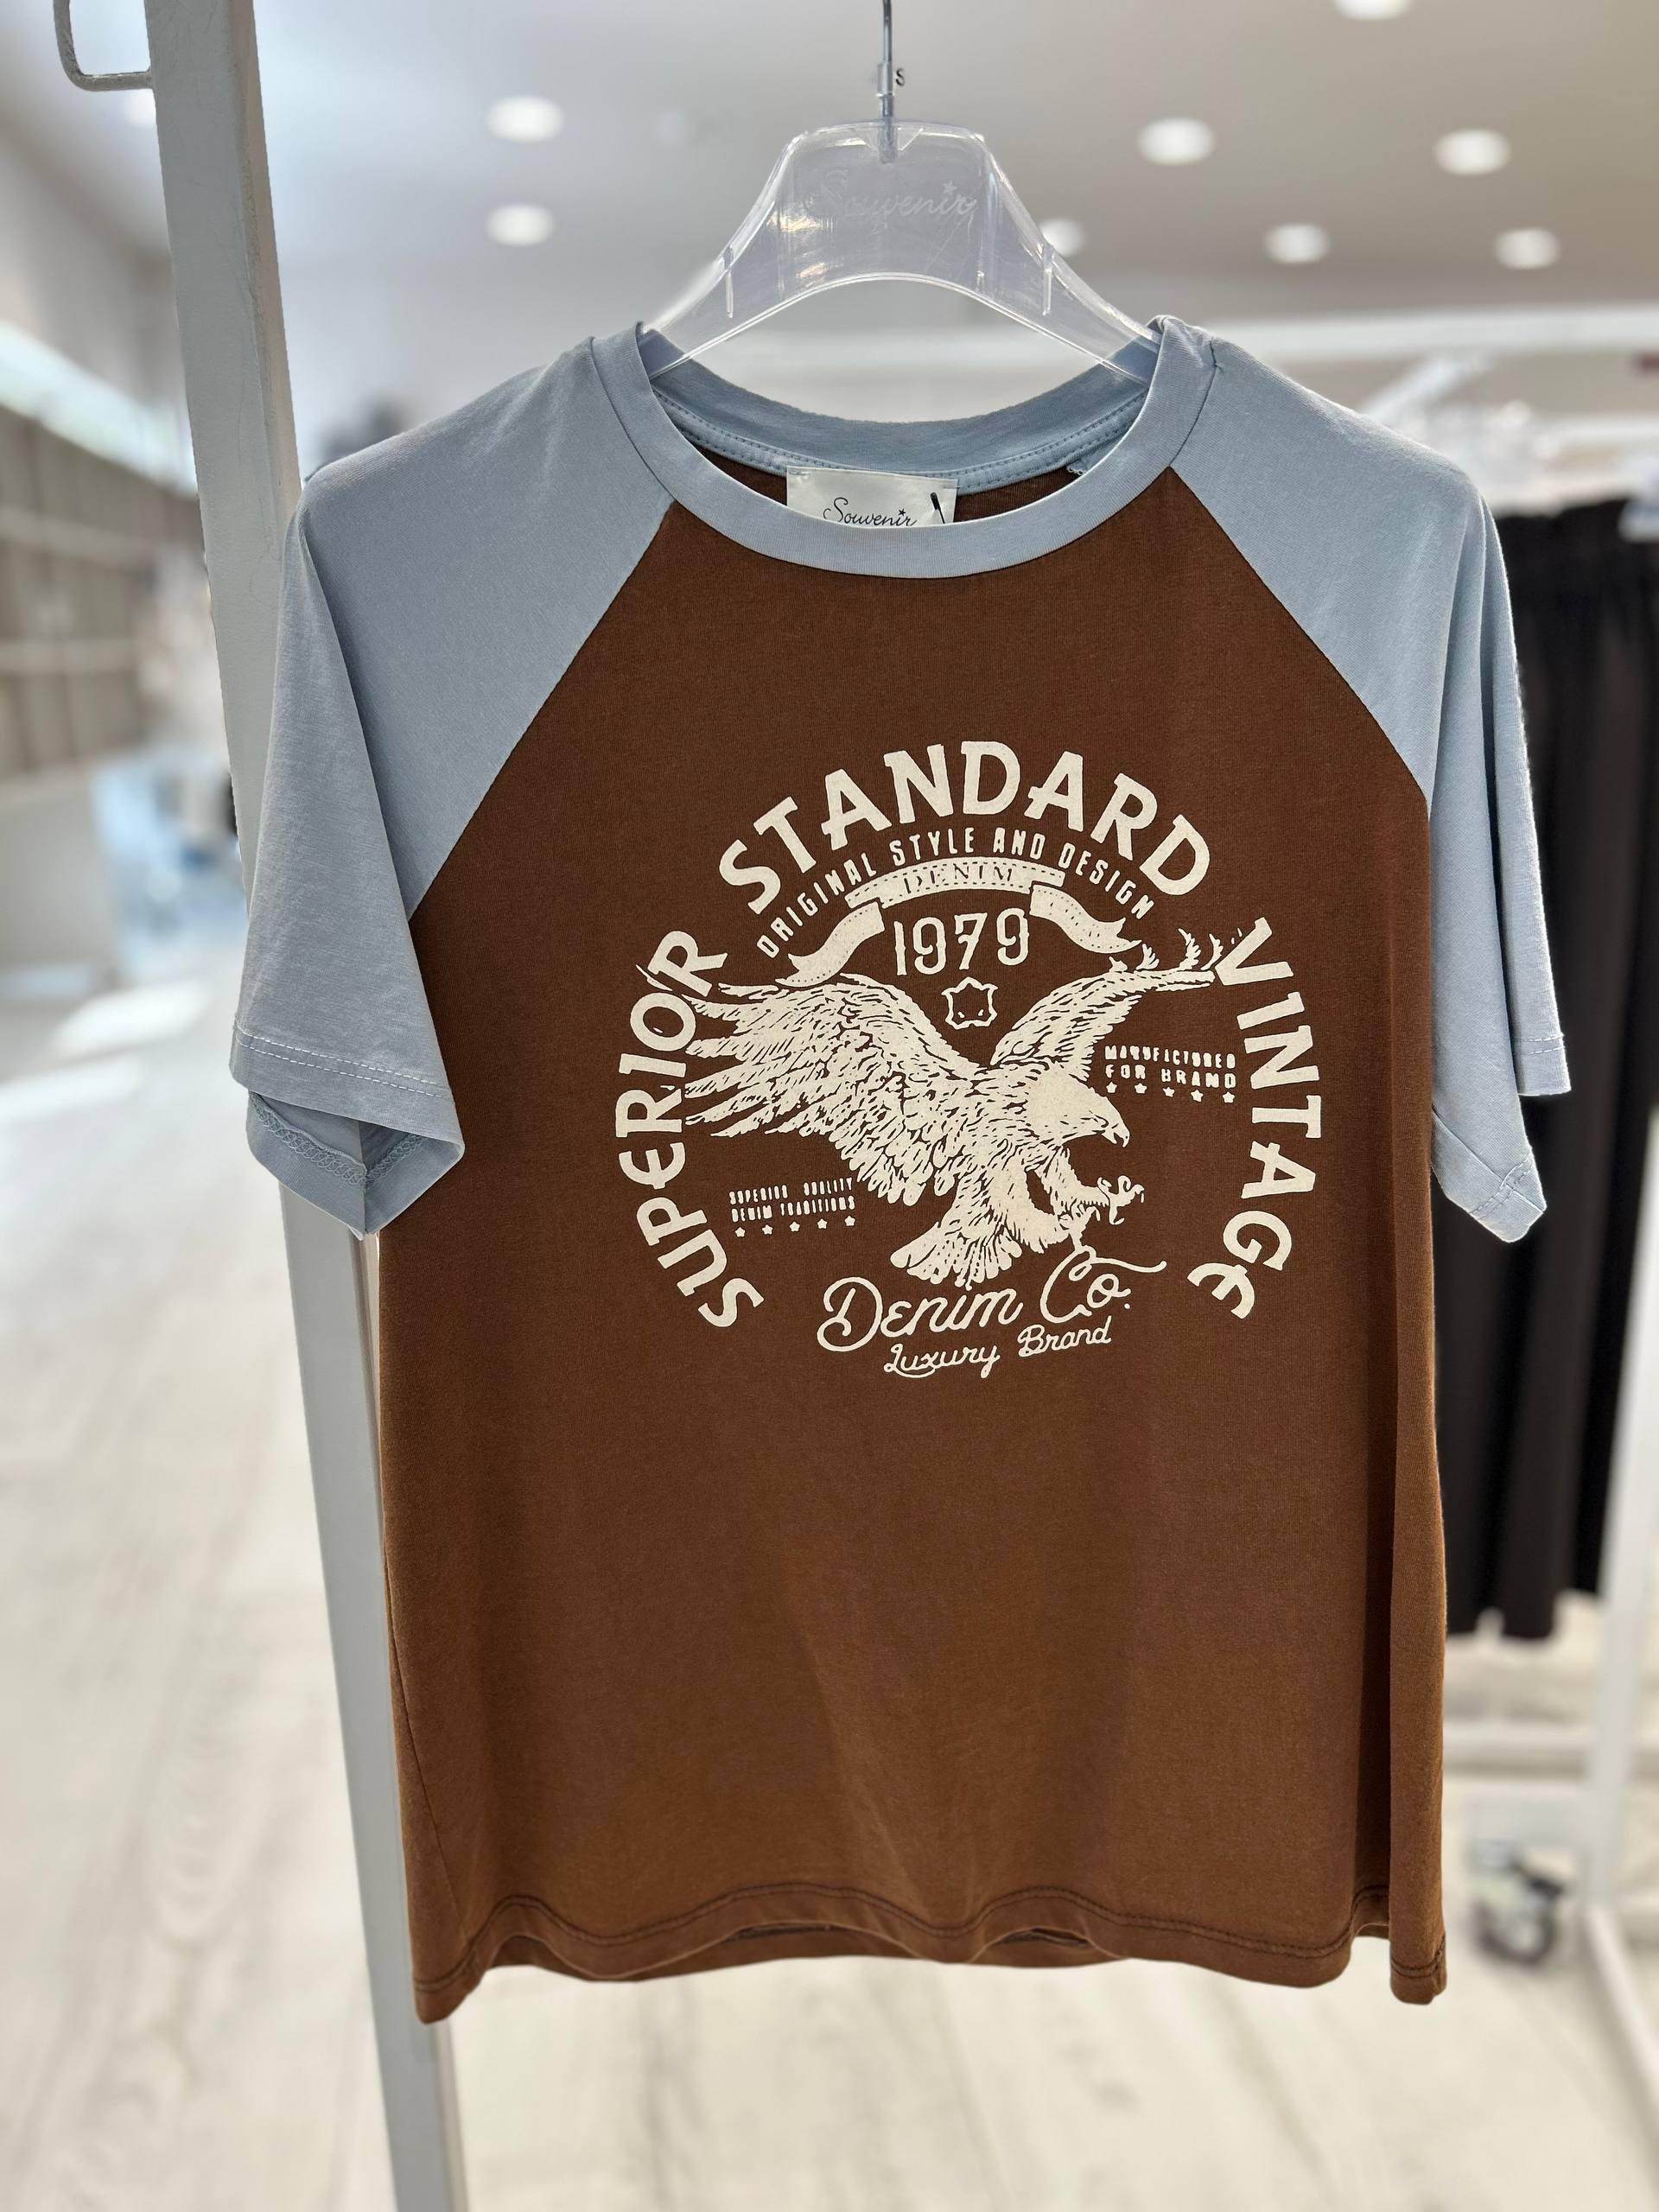 S
Souvenir
Souvenir
SUPERIOR STANDARD VINTAGE
ORIGINAL STYLE AND DESIGN
DENIM
1979
MANUFACTURED
FOR BRAND
SUPERIOR QUALITY
DENIM TRADITIONS
Denim Co.
Luxury Brand